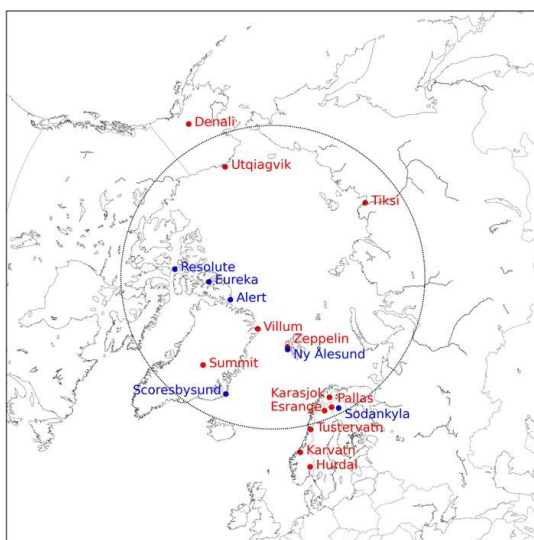 Denali
Utqiagvik
Tiksi
Resolute
Eureka
Alert
Villum
Zeppelin
Ny Ålesund
Summit
Scoresbysund
Karasjok
Pallas
Esrange
Sodankyla
Tustervatn
Karvatn
Hurdal